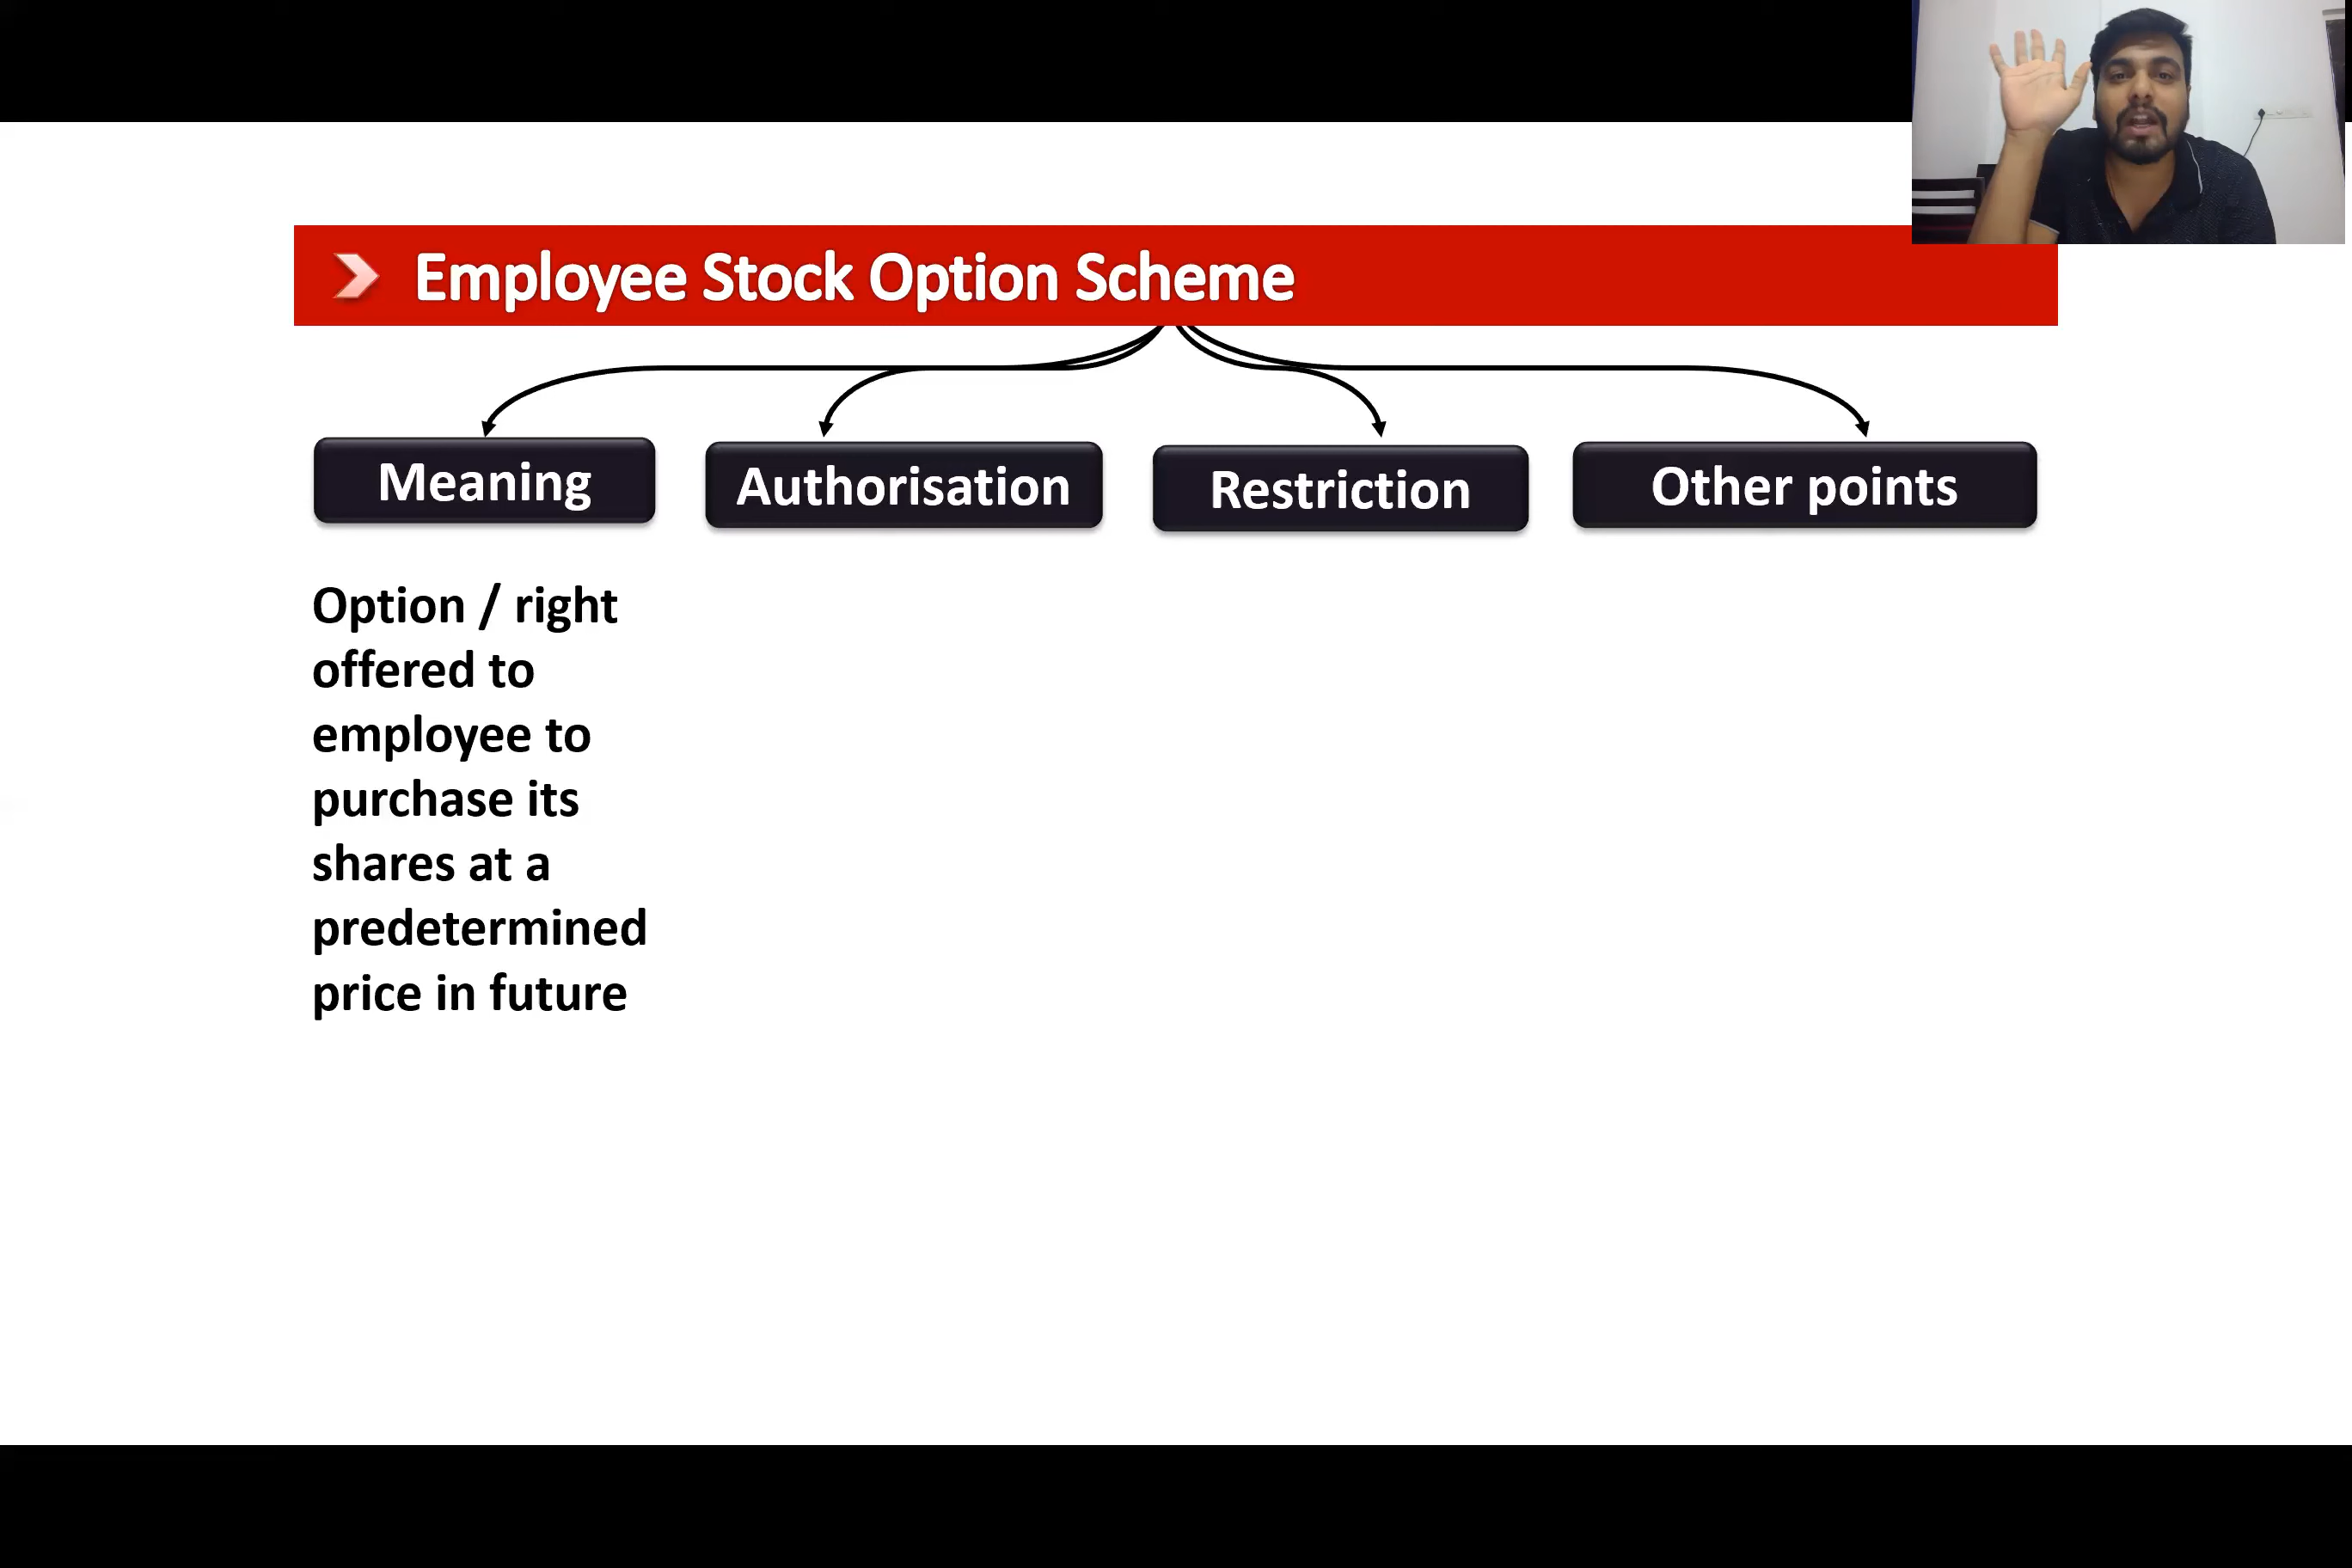 Employee Stock Option Scheme
Meaning
Authorisation
Restriction
Other points
Option / right
offered to
employee to
purchase its
shares at a
predetermined
price in future